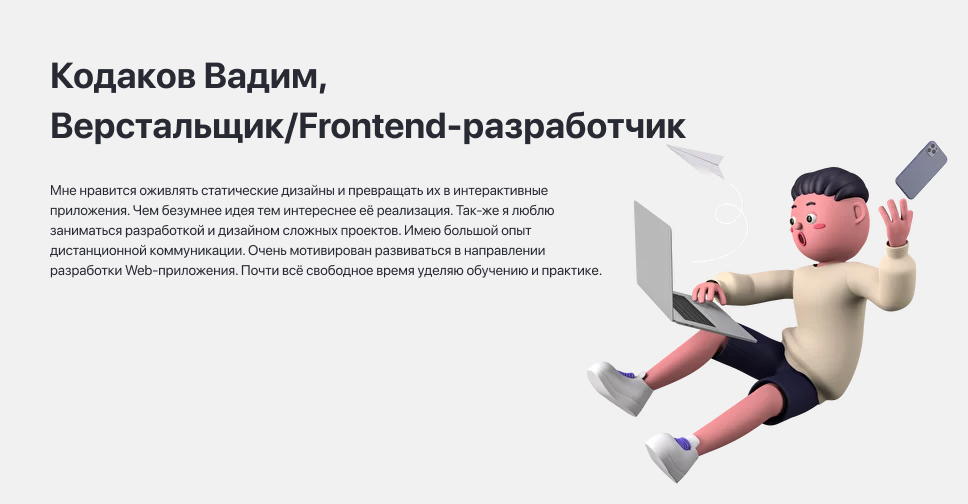 Кодаков Вадим,
Верстальщик/Frontend-разработчик
Мне нравится оживлять статические дизайны и превращать их в интерактивные
приложения. Чем безумнее идея тем интереснее её реализация. Так-же я люблю
заниматься разработкой и дизайном сложных проектов. Имею большой опыт
дистанционной коммуникации. Очень мотивирован развиваться в направлении
разработки Web-приложения. Почти всё свободное время уделяю обучению и практике.